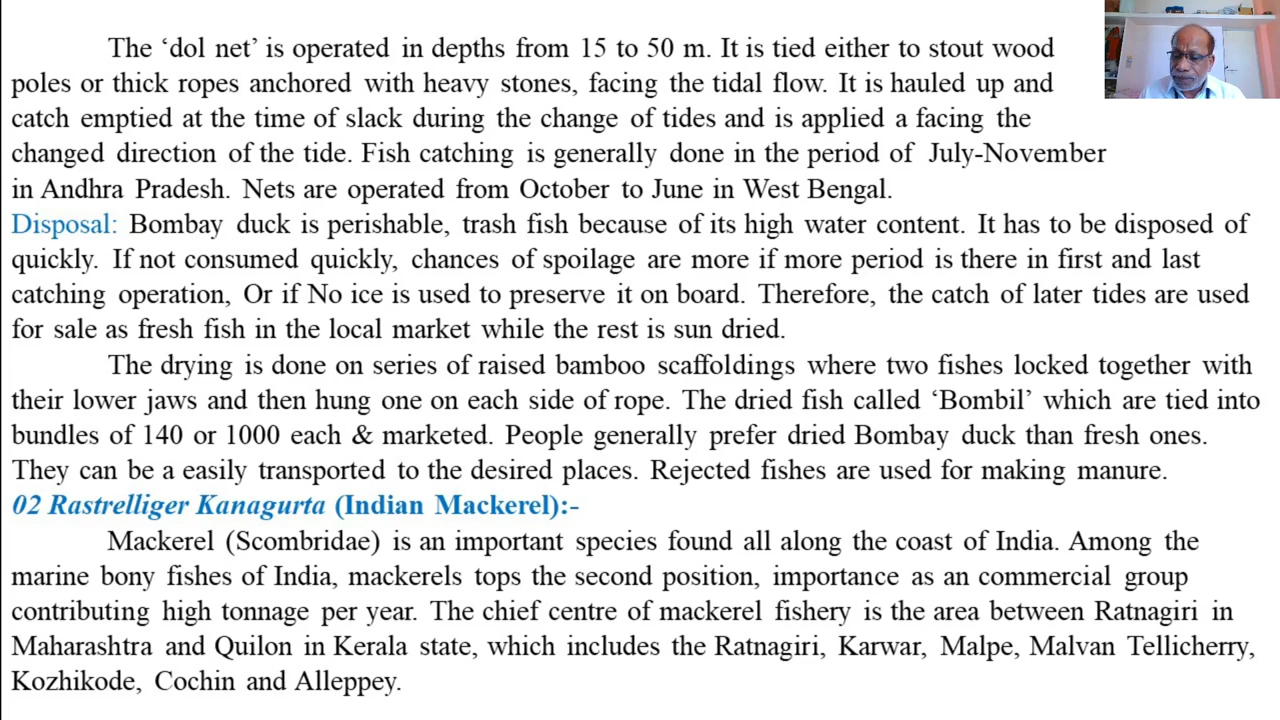 The ‘dol net’ is operated in depths from 15 to 50 m. It is tied either to stout wood
poles or thick ropes anchored with heavy stones, facing the tidal flow. It is hauled up and
catch emptied at the time of slack during the change of tides and is applied a facing the
changed direction of the tide. Fish catching is generally done in the period of July-November
in Andhra Pradesh. Nets are operated from October to June in West Bengal.
Disposal: Bombay duck is perishable, trash fish because of its high water content. It has to be disposed of
quickly. If not consumed quickly, chances of spoilage are more if more period is there in first and last
catching operation, Or if No ice is used to preserve it on board. Therefore, the catch of later tides are used
for sale as fresh fish in the local market while the rest is sun dried.
The drying is done on series of raised bamboo scaffoldings where two fishes locked together with
their lower jaws and then hung one on each side of rope. The dried fish called ‘Bombil’ which are tied into
bundles of 140 or 1000 each & marketed. People generally prefer dried Bombay duck than fresh ones.
They can be a easily transported to the desired places. Rejected fishes are used for making manure.
02 Rastrelliger Kanagurta (Indian Mackerel):-
Mackerel (Scombridae) is an important species found all along the coast of India. Among the
marine bony fishes of India, mackerels tops the second position, importance as an commercial group
contributing high tonnage per year. The chief centre of mackerel fishery is the area between Ratnagiri in
Maharashtra and Quilon in Kerala state, which includes the Ratnagiri, Karwar, Malpe, Malvan Tellicherry,
Kozhikode, Cochin and Alleppey.